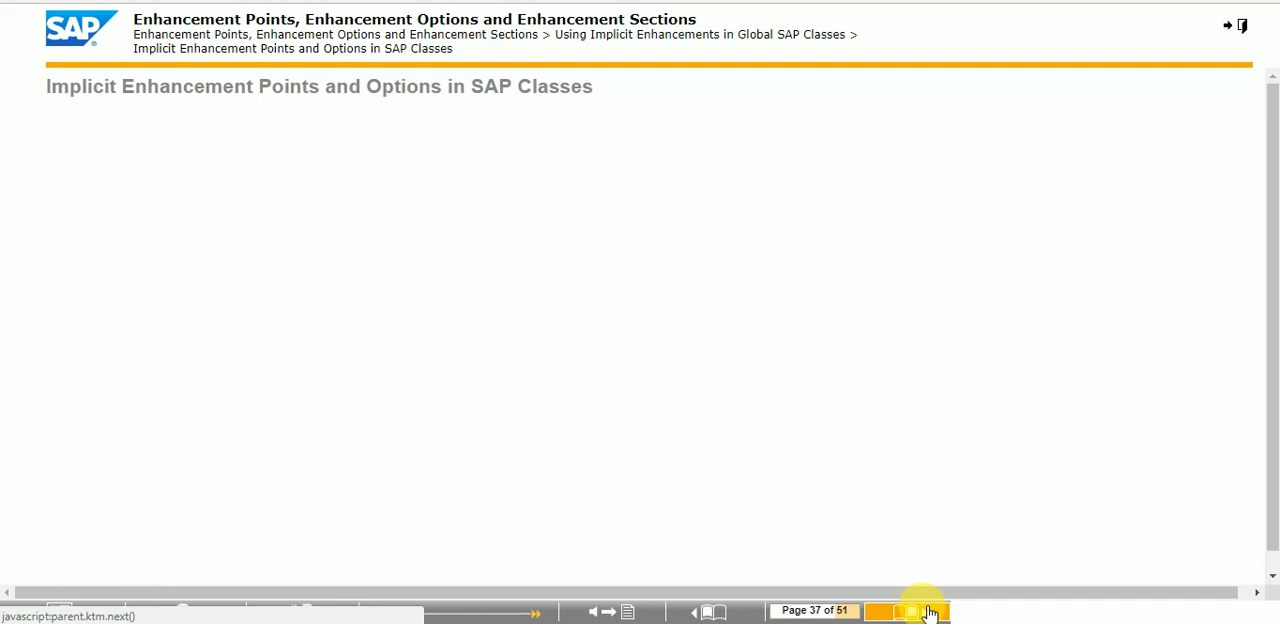 SAP
Enhancement Points, Enhancement Options and Enhancement Sections
Enhancement Points, Enhancement Options and Enhancement Sections > Using Implicit Enhancements in Global SAP Classes >
Implicit Enhancement Points and Options in SAP Classes
Implicit Enhancement Points and Options in SAP Classes
Page 37 of 51
javascript:parent.ktm.next()